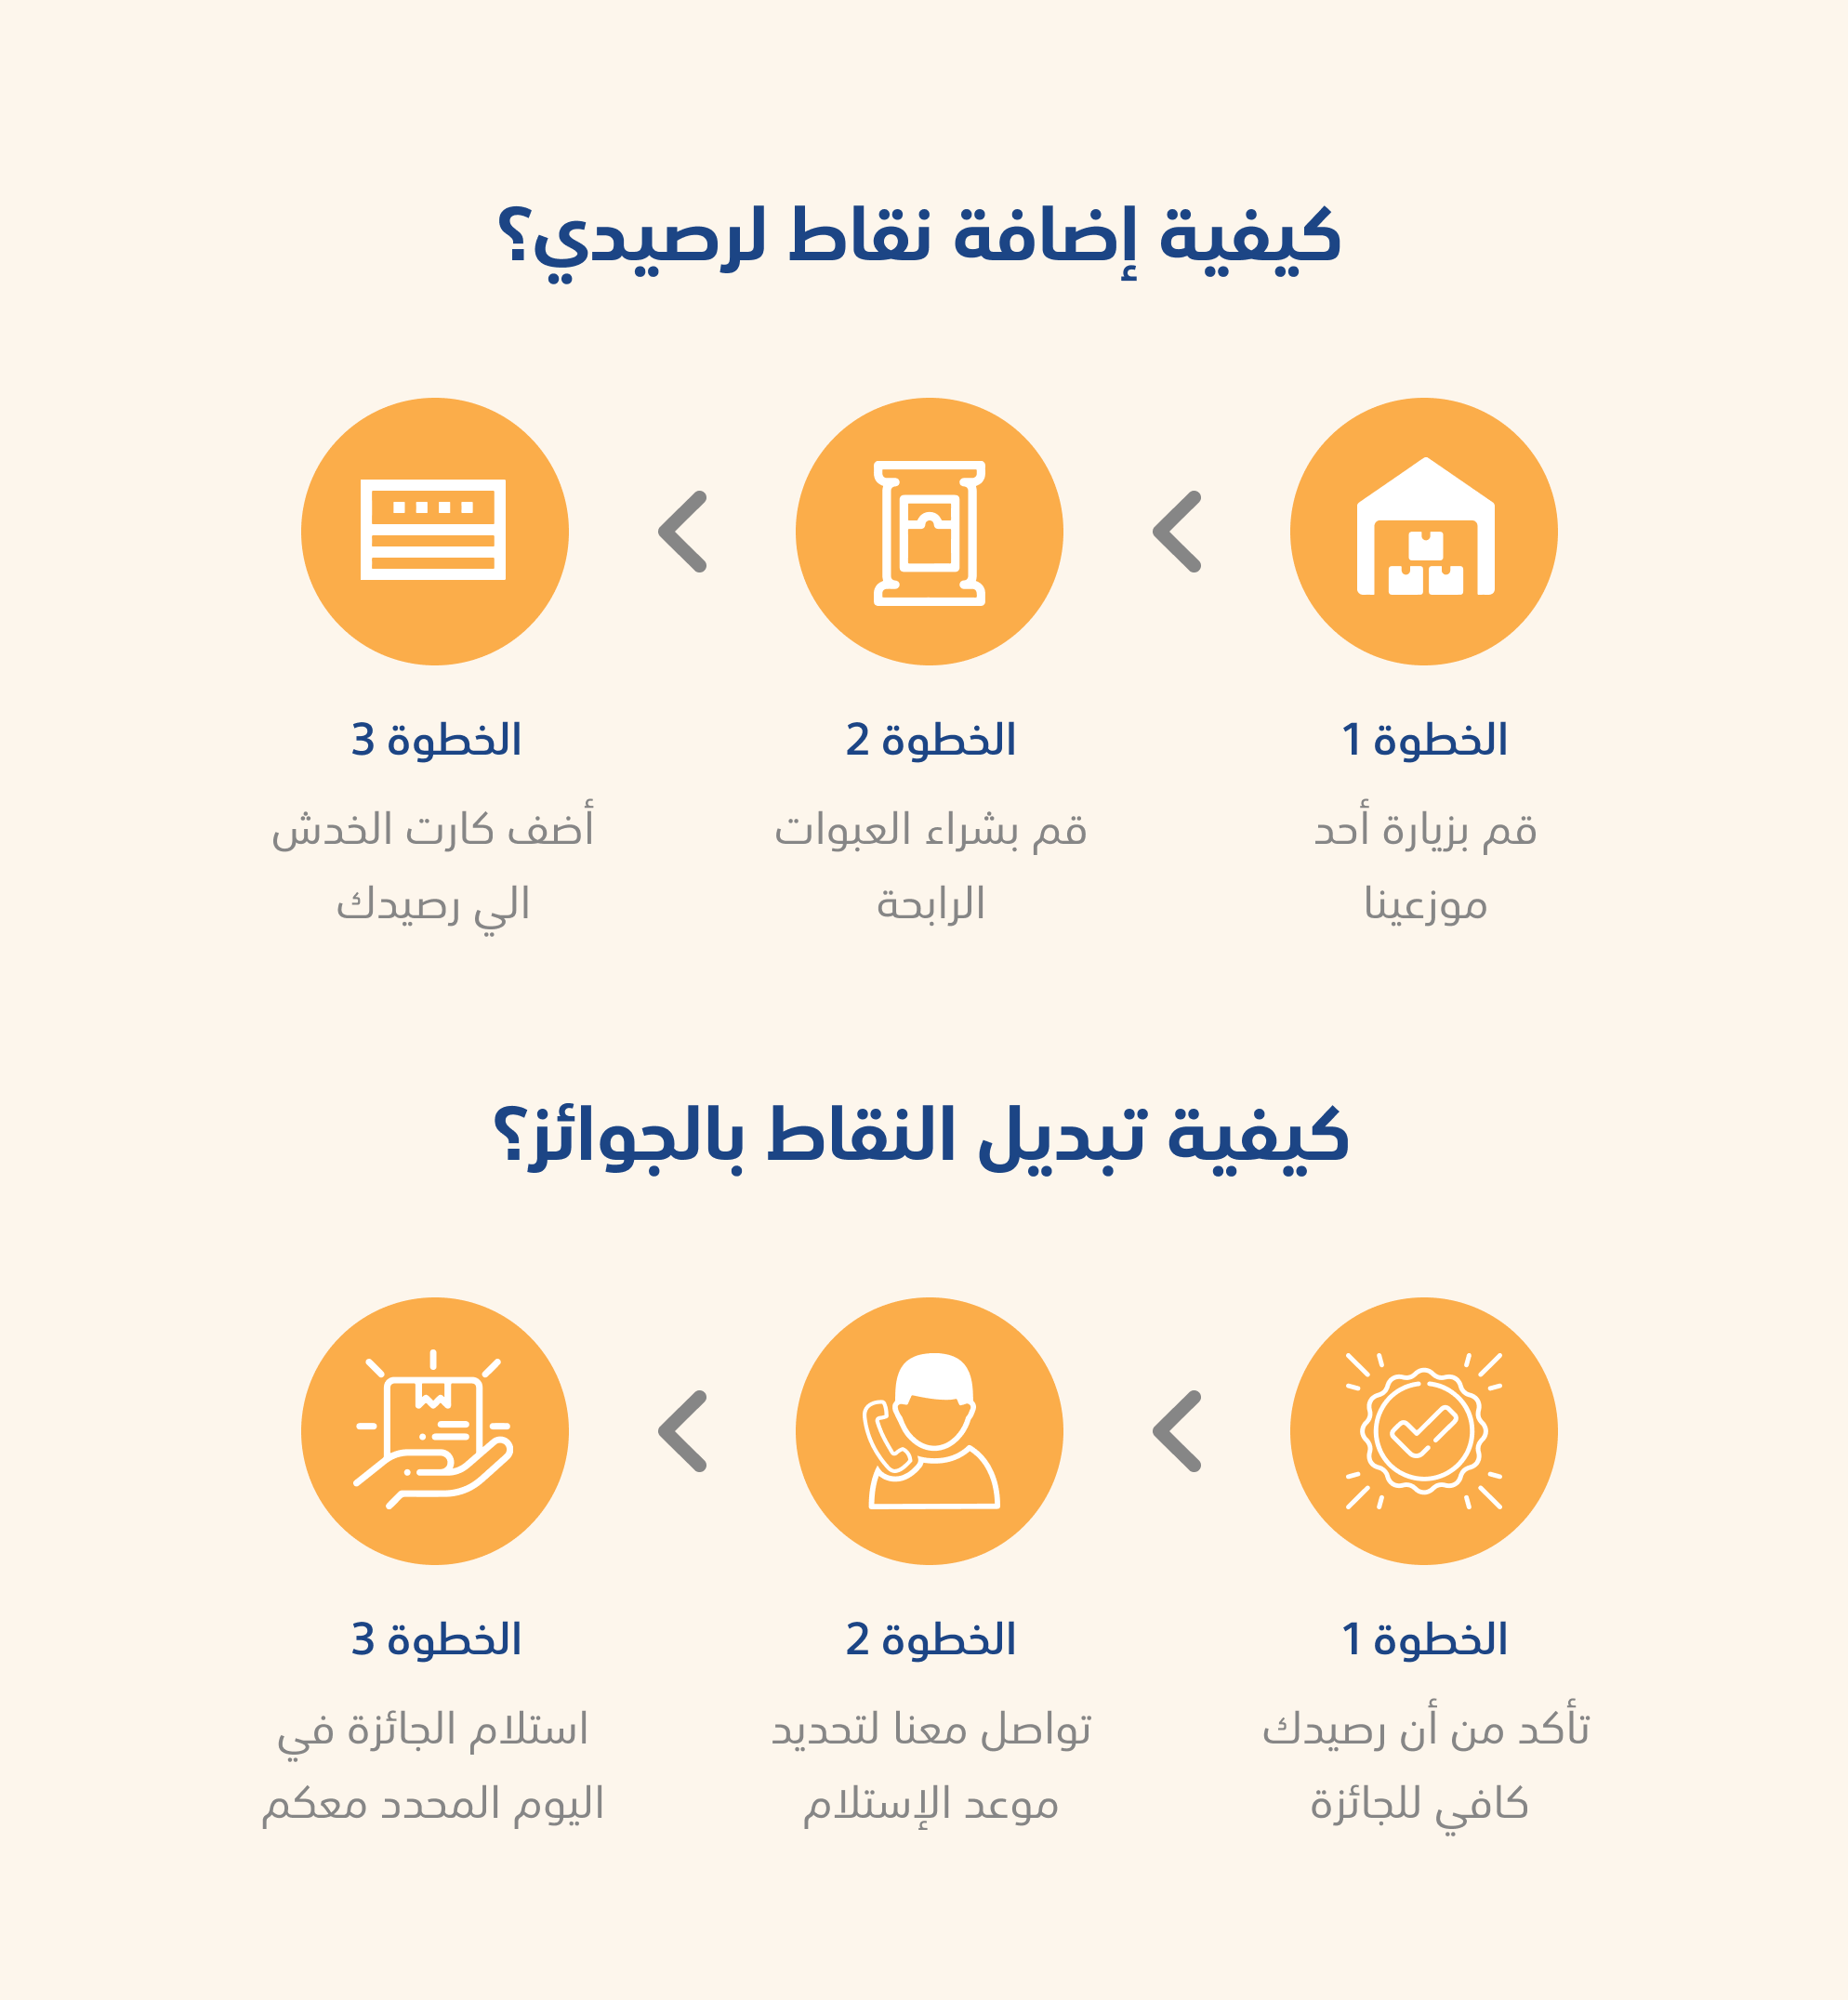 كيفية إضافة نقاط لرصيدي؟
الخطوة 1
قم بزيارة أحد
موزعينا
الخطوة 2
قم بشراء العبوات
الرابحة
الخطوة 3
أضف كارت الخدش
الي رصيدك
كيفية تبديل النقاط بالجوائز؟
الخطوة 1
تأكد من أن رصيدك
كافي للجائزة
الخطوة 2
تواصل معنا لتحديد
موعد الإستلام
الخطوة 3
استلام الجائزة في
اليوم المحدد معكم